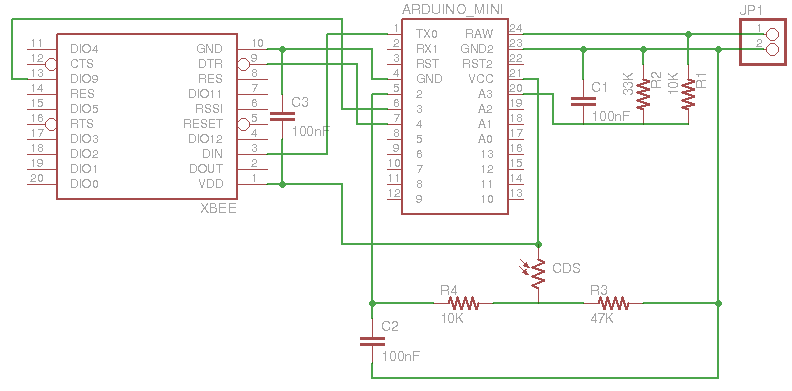 ARDUINO_MINI
JP1
1
2
11 DIO4 GND 10
12 CTS DTR 9
13 DIO9 RES 8
14 RES DIO11 7
15 DIO5 RSSI 6
16 RTS RESET 5
17 DIO3 DIO12 4
18 DIO2 DIN 3
19 DIO1 DOUT 2
20 DIO0 VDD 1
XBEE
C3
100nF
1 TX0 RAW 24
2 RX1 GND2 23
3 RST RST2 22
4 GND VCC 21
5 2 A3 20
6 3 A2 19
7 4 A1 18
8 5 A0 17
9 6 13 16
10 7 12 15
11 8 11 14
12 9 10 13
C1
100nF
33K
R2
10K
R1
CDS
R4
10K
R3
47K
C2
100nF